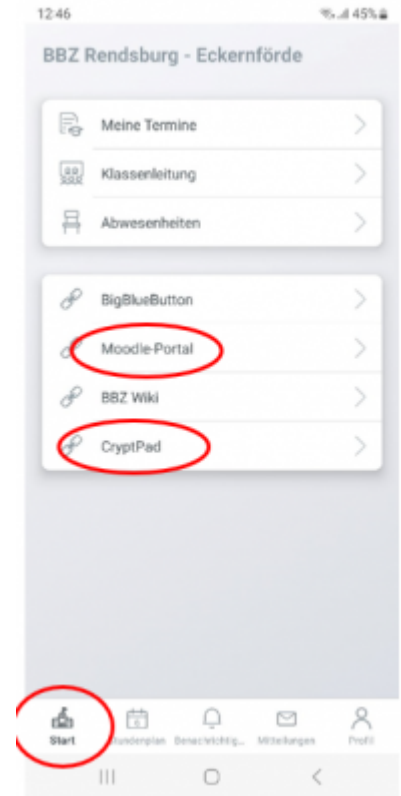 12:46
45%
BBZ Rendsburg - Eckernförde
Meine Termine
Klassenleitung
Abwesenheiten
BigBlueButton
Moodle-Portal
BBZ Wiki
CryptPad
Start
Benachrichtig...
Mitteilungen
Profil